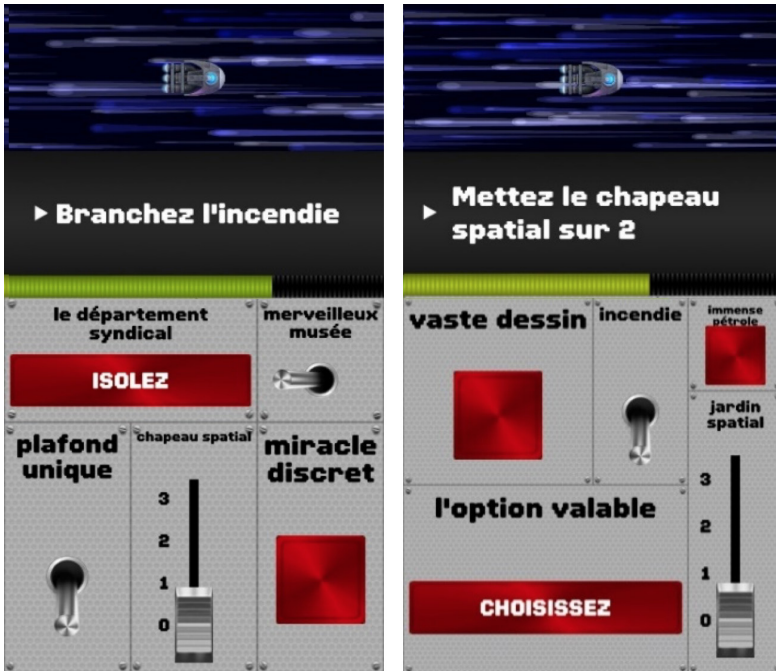 Branchez l'incendie
le département
syndical
ISOLEZ
merveilleux
musée
plafond
unique
chapeau spatial
3
2
1
0
miracle
discret
Mettez le chapeau
spatial sur 2
vaste dessin
incendie
immense
pétrole
jardin
spatial
3
2
1
0
l'option valable
CHOISISSEZ